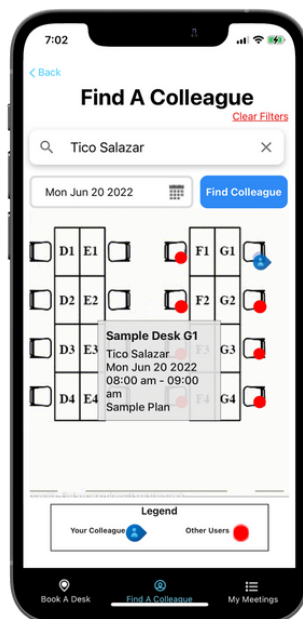 7:02
Back
Find A Colleague
Clear Filters
Tico Salazar
Mon Jun 20 2022
Find Colleague
D1 E1 F1 G1
D2 E2 F2 G2
Sample Desk G1
Tico Salazar
Mon Jun 20 2022
08:00 am - 09:00
am
Sample Plan
D3 E3 F3 G3
D4 E4 F4 G4
Legend
Your Colleague
Other Users
Book A Desk
Find A Colleague
My Meetings